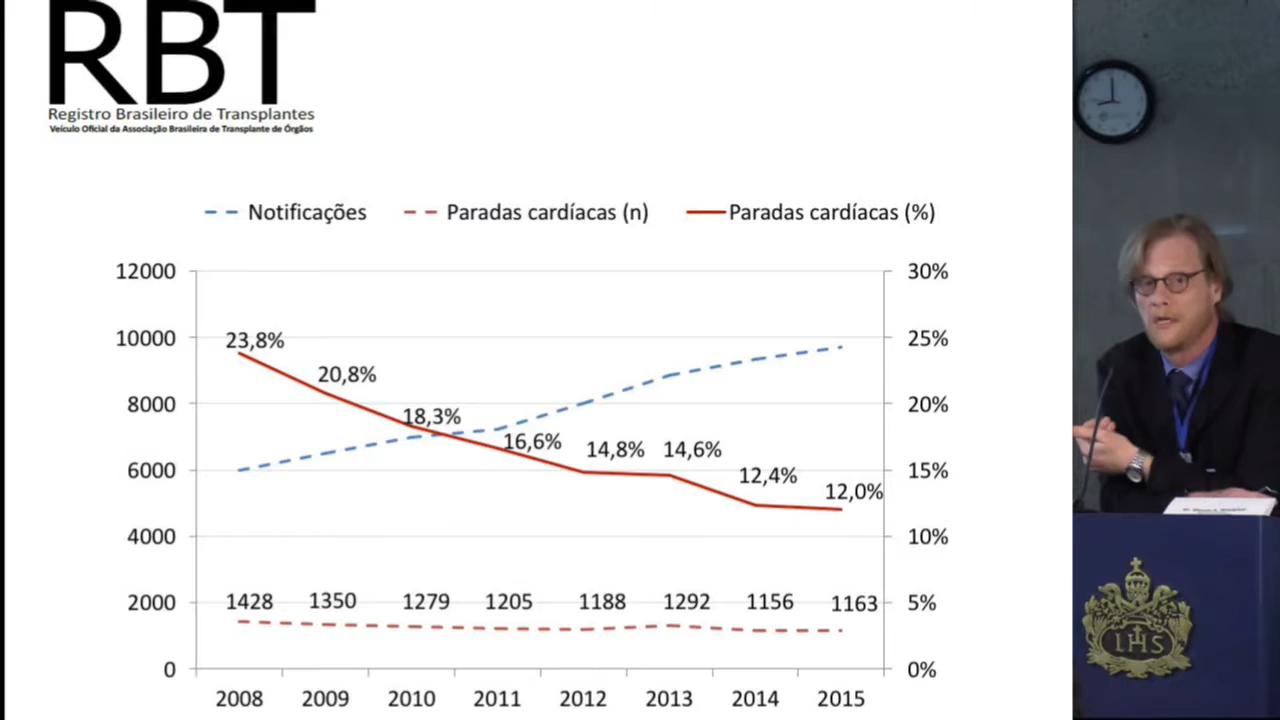 RBT
Registro Brasileiro de Transplantes
Veículo Oficial da Associação Brasileira de Transplante de Órgãos
Notificações Paradas cardíacas (n) Paradas cardíacas (%)
12000 30%
10000 25%
8000 20%
6000 15%
4000 10%
2000 5%
0 0%
23,8% 20,8% 18,3% 16,6% 14,8% 14,6% 12,4% 12,0%
1428 1350 1279 1205 1188 1292 1156 1163
2008 2009 2010 2011 2012 2013 2014 2015
IHS